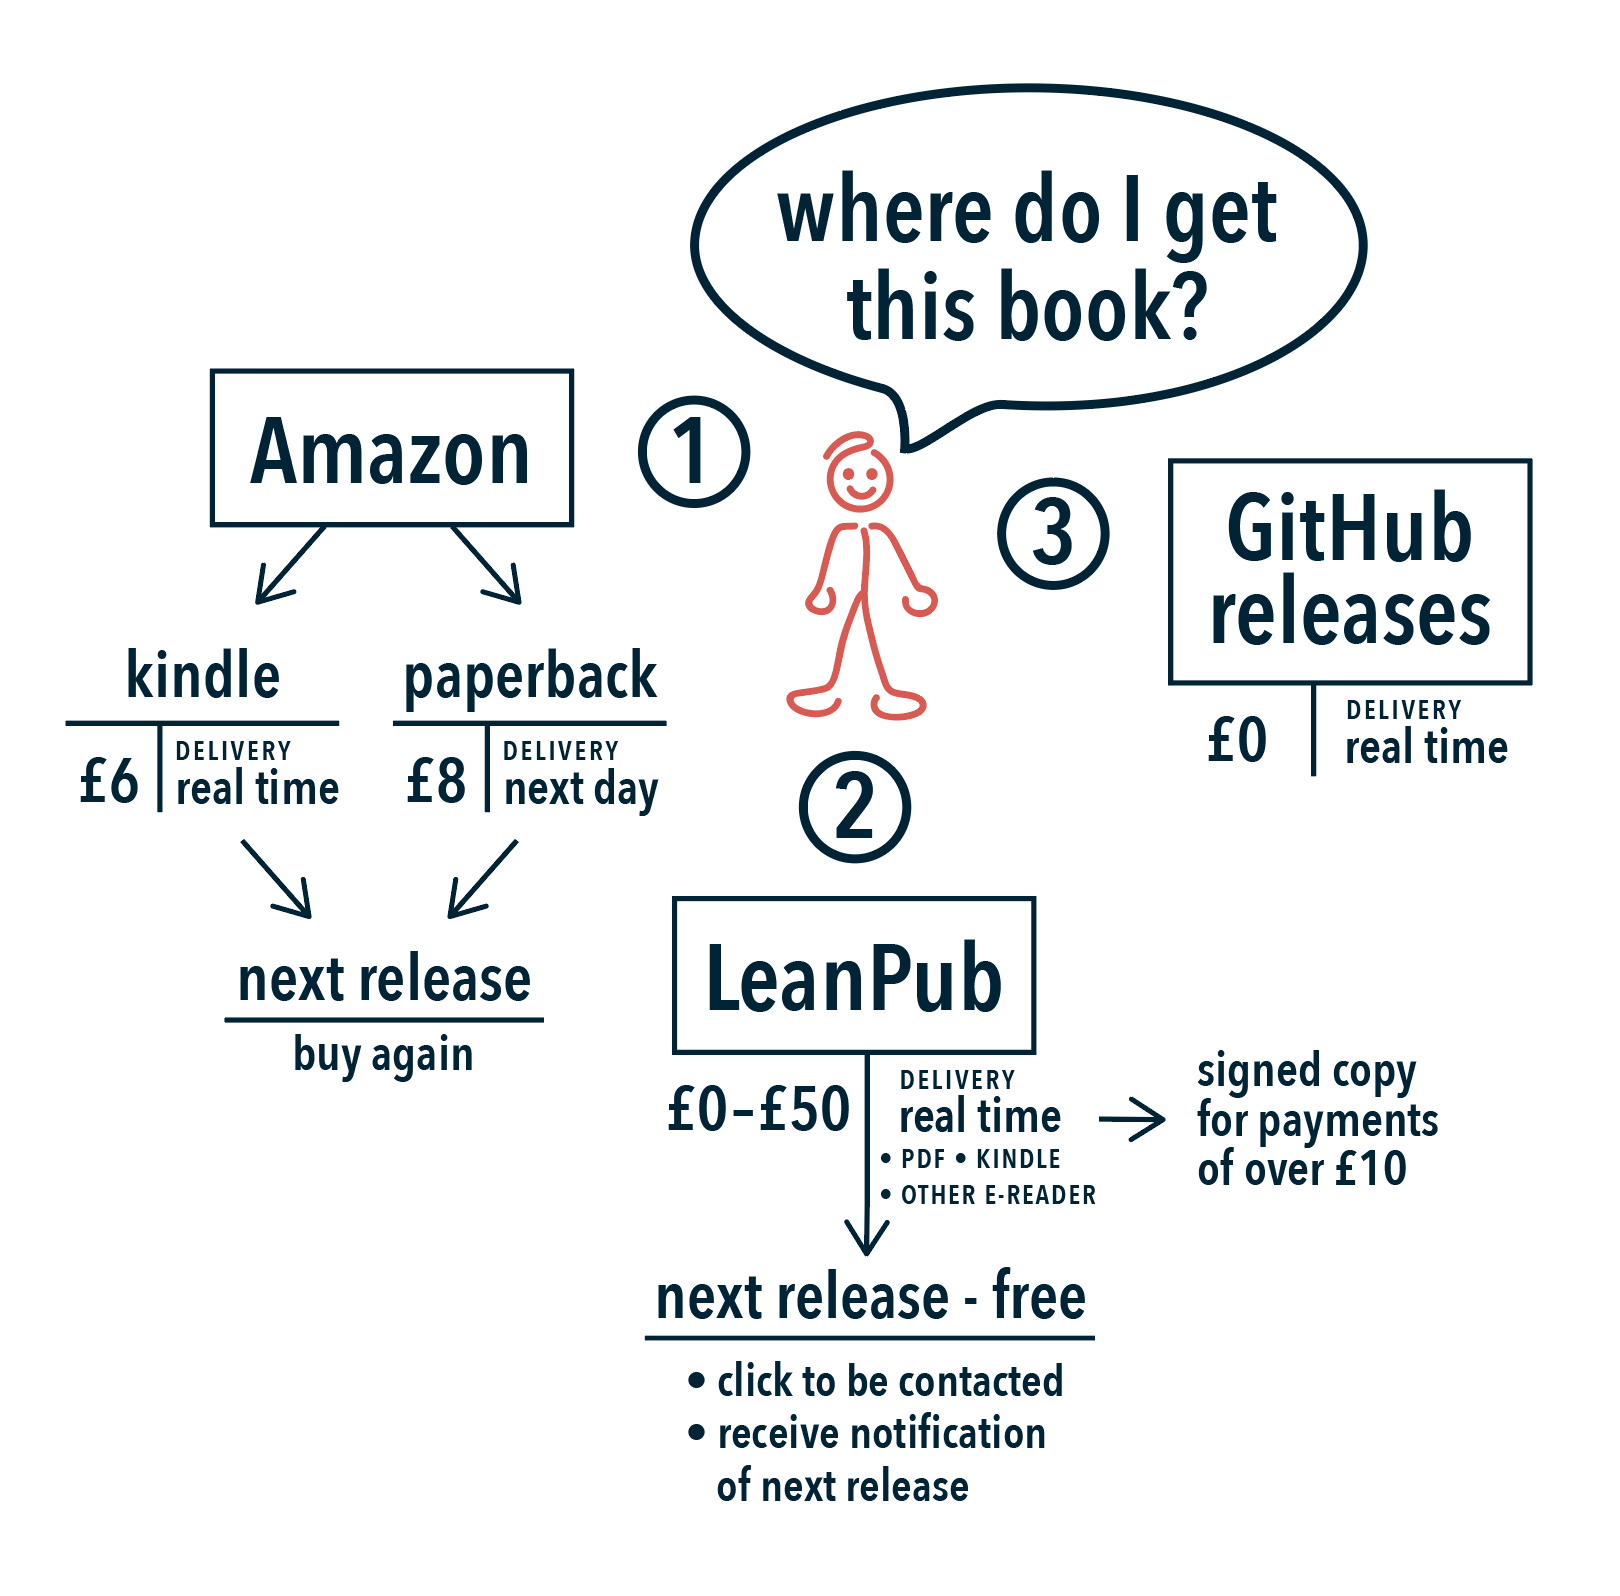 where do I get
this book?
Amazon
1
kindle
£6
DELIVERY
real time
paperback
£8
DELIVERY
next day
next release
buy again
2
LeanPub
£0–£50
DELIVERY
real time
• PDF • KINDLE
• OTHER E-READER
signed copy
for payments
of over £10
next release - free
• click to be contacted
• receive notification
of next release
3
GitHub
releases
£0
DELIVERY
real time